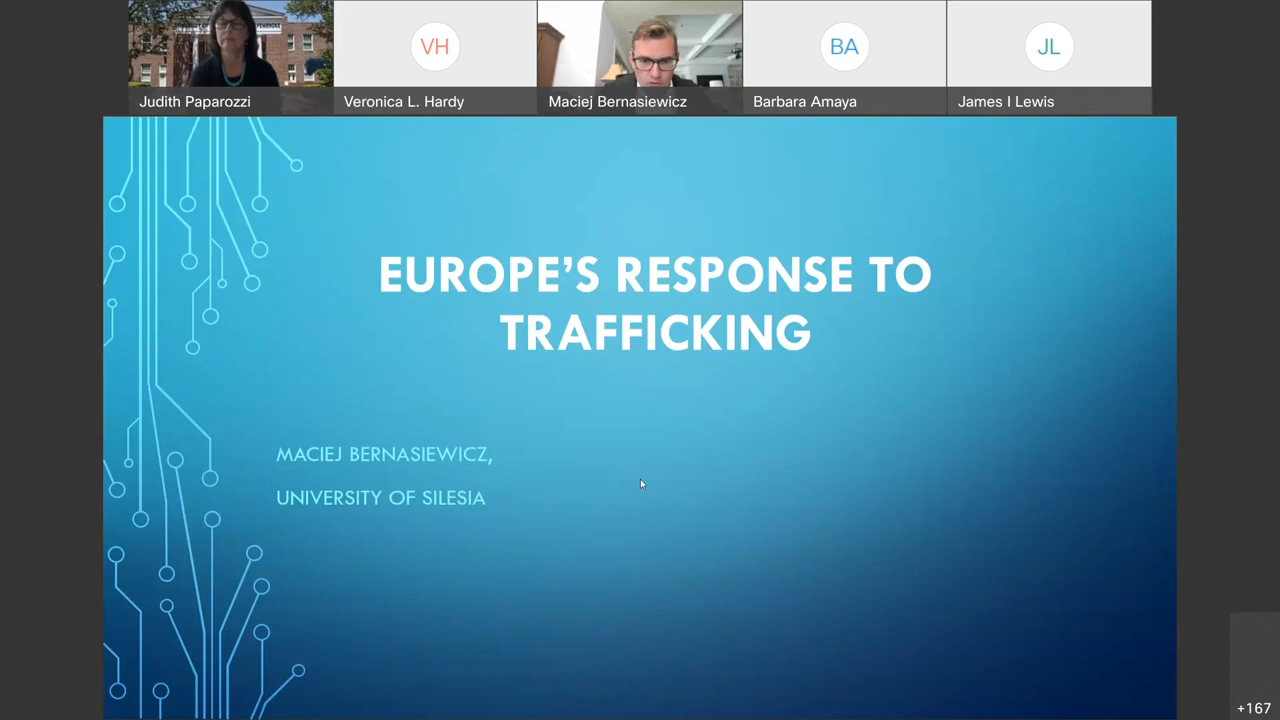 VH
BA
JL
Judith Paparozzi
Veronica L. Hardy
Maciej Bernasiewicz
Barbara Amaya
James I Lewis
EUROPE'S RESPONSE TO
TRAFFICKING
MACIEJ BERNASIEWICZ,
UNIVERSITY OF SILESIA
+167